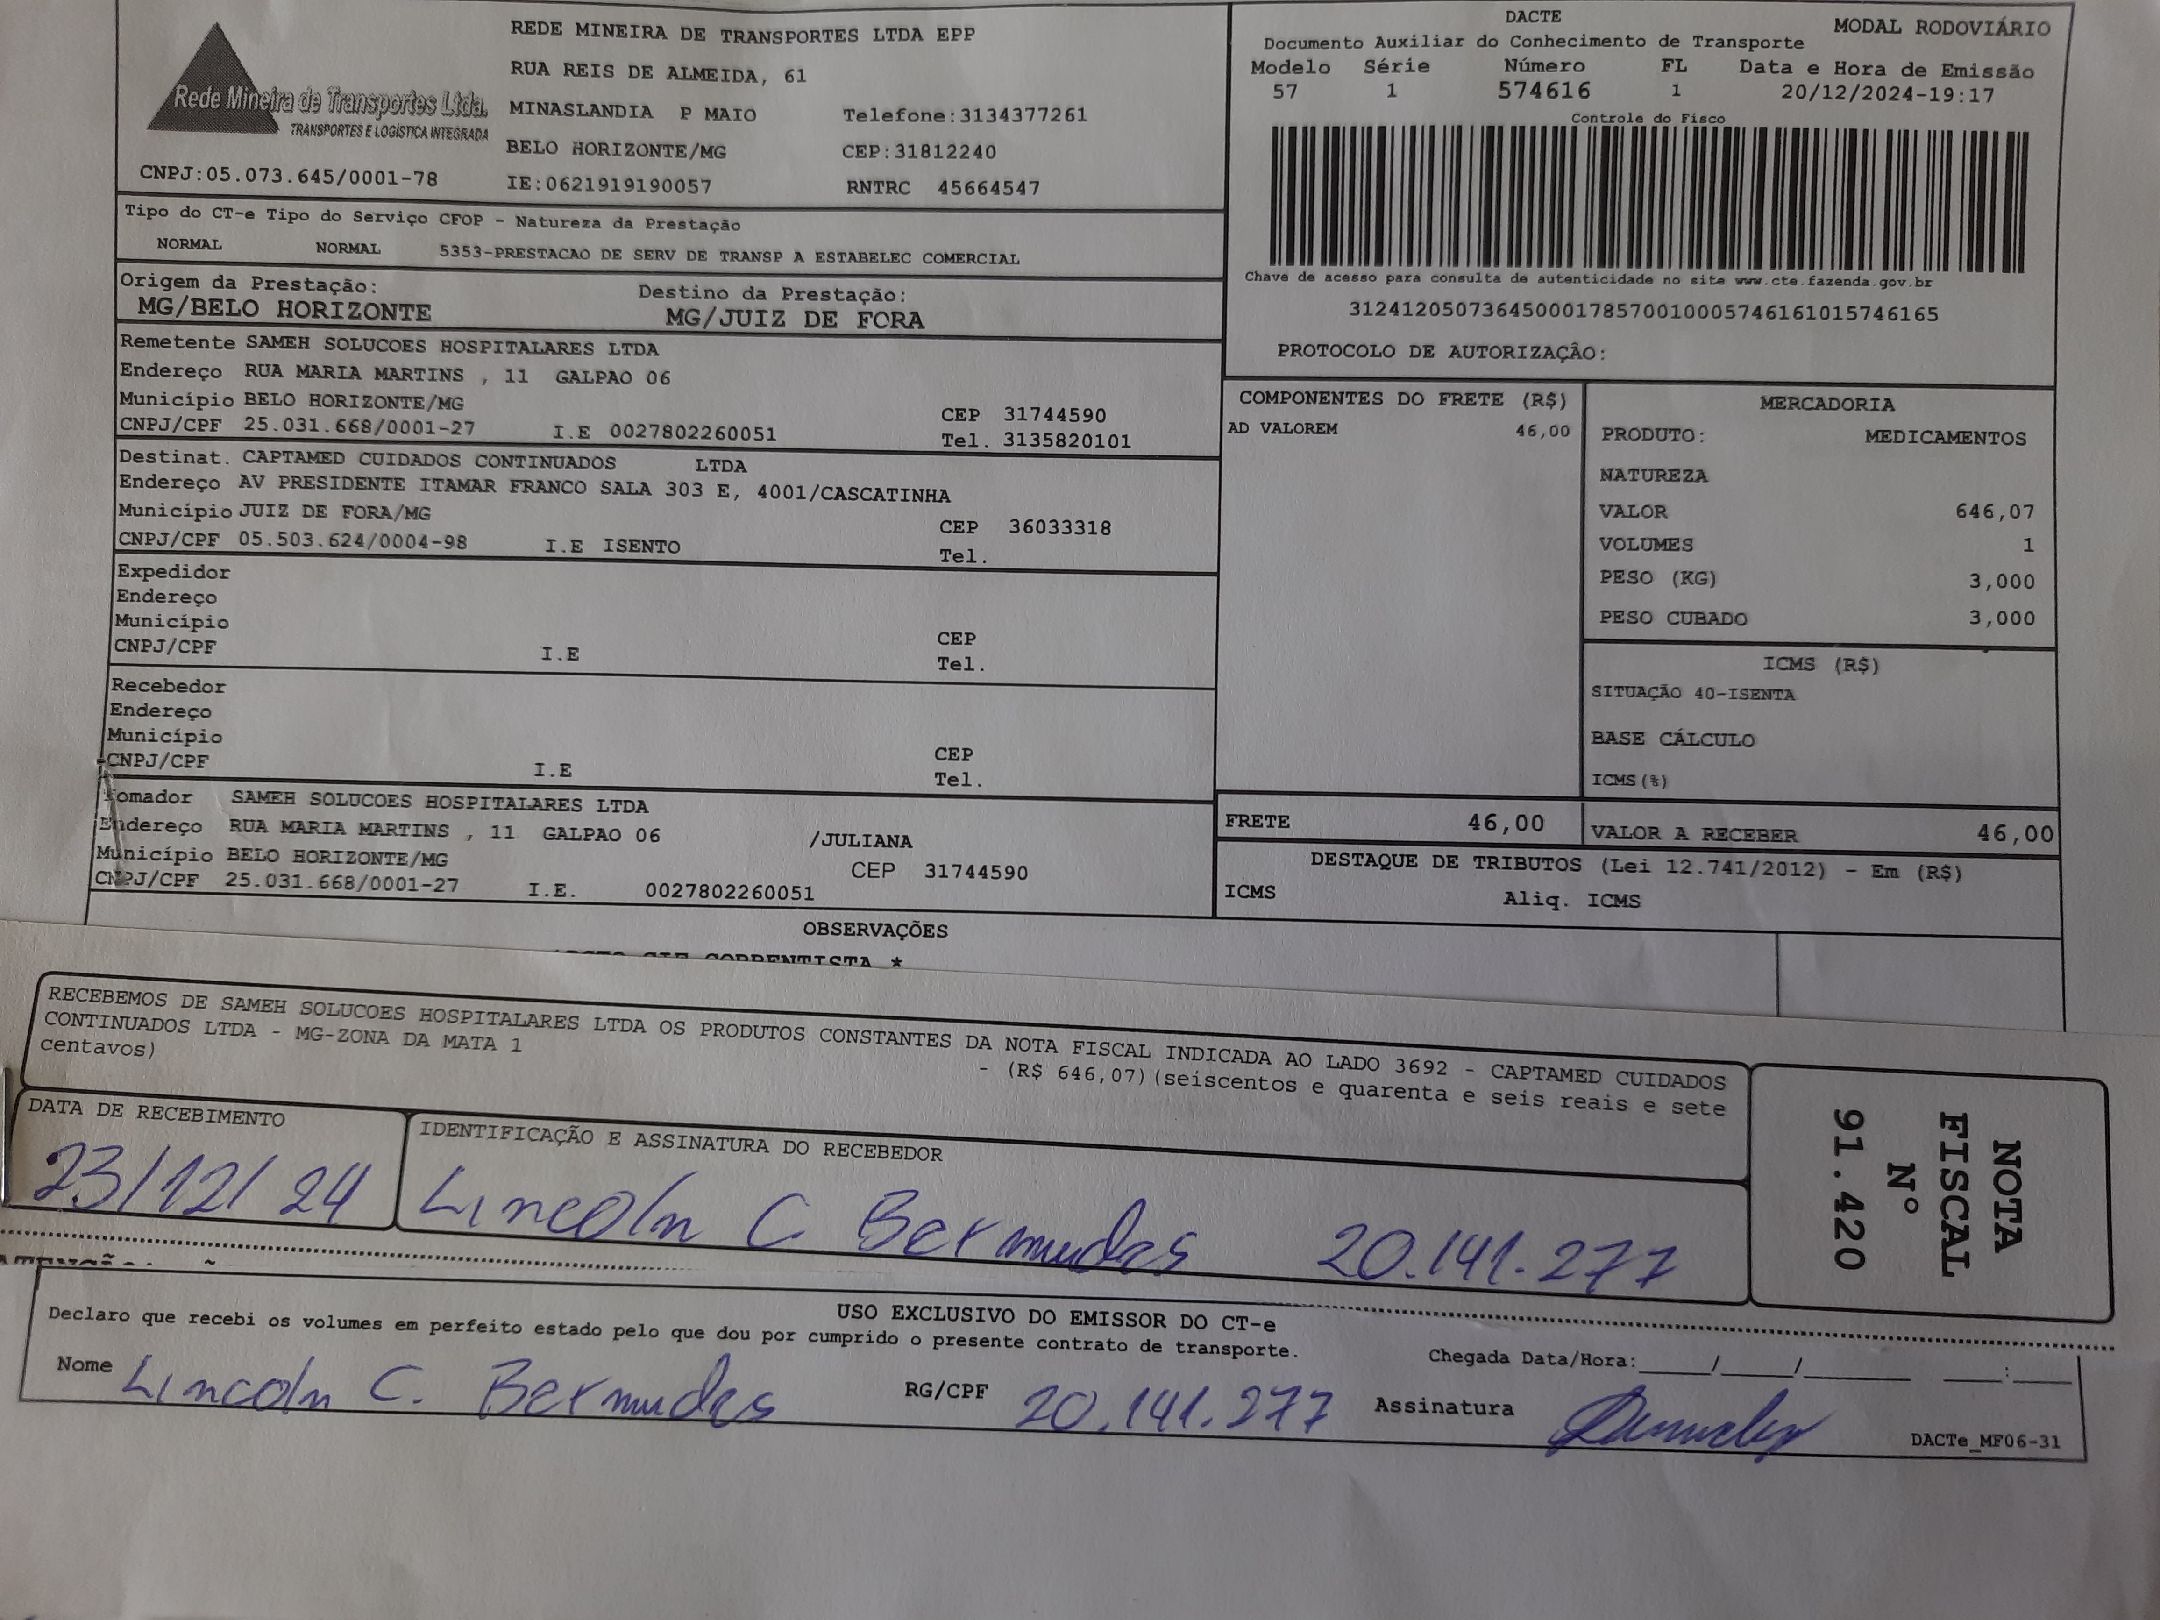 Rede Mineira de Transportes Ltda.
TRANSPORTES E LOGÍSTICA INTEGRADA
CNPJ:05.073.645/0001-78
REDE MINEIRA DE TRANSPORTES LTDA EPP
RUA REIS DE ALMEIDA, 61
MINASLANDIA P MAIO Telefone:3134377261
BELO HORIZONTE/MG CEP:31812240
IE:0621919190057 RNTRC 45664547
DACTE MODAL RODOVIÁRIO
Documento Auxiliar do Conhecimento de Transporte
Modelo Série Número FL Data e Hora de Emissão
57 1 574616 1 20/12/2024-19:17
Controle do Fisco
Chave de acesso para consulta de autenticidade no site www.cte.fazenda.gov.br
31241205073645000178570010005746161015746165
PROTOCOLO DE AUTORIZAÇÃO:
Tipo do CT-e Tipo do Serviço CFOP - Natureza da Prestação
NORMAL NORMAL 5353-PRESTACAO DE SERV DE TRANSP A ESTABELEC COMERCIAL
Origem da Prestação: Destino da Prestação:
MG/BELO HORIZONTE MG/JUIZ DE FORA
Remetente SAMEH SOLUCOES HOSPITALARES LTDA
Endereço RUA MARIA MARTINS , 11 GALPAO 06
Município BELO HORIZONTE/MG CEP 31744590
CNPJ/CPF 25.031.668/0001-27 I.E 0027802260051 Tel. 3135820101
Destinat. CAPTAMED CUIDADOS CONTINUADOS LTDA
Endereço AV PRESIDENTE ITAMAR FRANCO SALA 303 E, 4001/CASCATINHA
Município JUIZ DE FORA/MG CEP 36033318
CNPJ/CPF 05.503.624/0004-98 I.E ISENTO Tel.
Expedidor
Endereço
Município CEP
CNPJ/CPF I.E Tel.
Recebedor
Endereço
Município CEP
CNPJ/CPF I.E Tel.
Tomador SAMEH SOLUCOES HOSPITALARES LTDA
Endereço RUA MARIA MARTINS , 11 GALPAO 06 /JULIANA
Município BELO HORIZONTE/MG CEP 31744590
CNPJ/CPF 25.031.668/0001-27 I.E. 0027802260051
COMPONENTES DO FRETE (R$)
AD VALOREM 46,00
MERCADORIA
PRODUTO: MEDICAMENTOS
NATUREZA
VALOR 646,07
VOLUMES 1
PESO (KG) 3,000
PESO CUBADO 3,000
ICMS (R$)
SITUAÇÃO 40-ISENTA
BASE CÁLCULO
ICMS(%)
FRETE 46,00 VALOR A RECEBER 46,00
DESTAQUE DE TRIBUTOS (Lei 12.741/2012) - Em (R$)
ICMS Aliq. ICMS
OBSERVAÇÕES
CORRENTISTA *
RECEBEMOS DE SAMEH SOLUCOES HOSPITALARES LTDA OS PRODUTOS CONSTANTES DA NOTA FISCAL INDICADA AO LADO 3692 - CAPTAMED CUIDADOS
CONTINUADOS LTDA - MG-ZONA DA MATA 1 - (R$ 646,07)(seiscentos e quarenta e seis reais e sete
centavos)
DATA DE RECEBIMENTO IDENTIFICAÇÃO E ASSINATURA DO RECEBEDOR
23/12/24 Lincoln C Bermudes 20.141.277
NOTA
FISCAL
Nº
91.420
USO EXCLUSIVO DO EMISSOR DO CT-e
Declaro que recebi os volumes em perfeito estado pelo que dou por cumprido o presente contrato de transporte.
Chegada Data/Hora:____/____/______ ___:___
Nome Lincoln C. Bermudes RG/CPF 20.141.277 Assinatura
DACTe_MF06-31